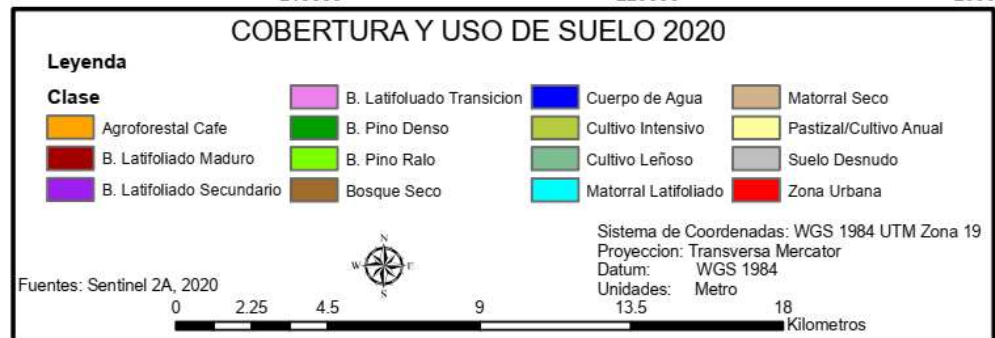 COBERTURA Y USO DE SUELO 2020
Leyenda
Clase
Agroforestal Cafe
B. Latifoliado Maduro
B. Latifoliado Secundario
B. Latifoluado Transicion
B. Pino Denso
B. Pino Ralo
Bosque Seco
Cuerpo de Agua
Cultivo Intensivo
Cultivo Leñoso
Matorral Latifoliado
Matorral Seco
Pastizal/Cultivo Anual
Suelo Desnudo
Zona Urbana
N
W
E
S
Sistema de Coordenadas: WGS 1984 UTM Zona 19
Proyeccion: Transversa Mercator
Datum: WGS 1984
Unidades: Metro
Fuentes: Sentinel 2A, 2020
0 2.25 4.5 9 13.5 18
Kilometros